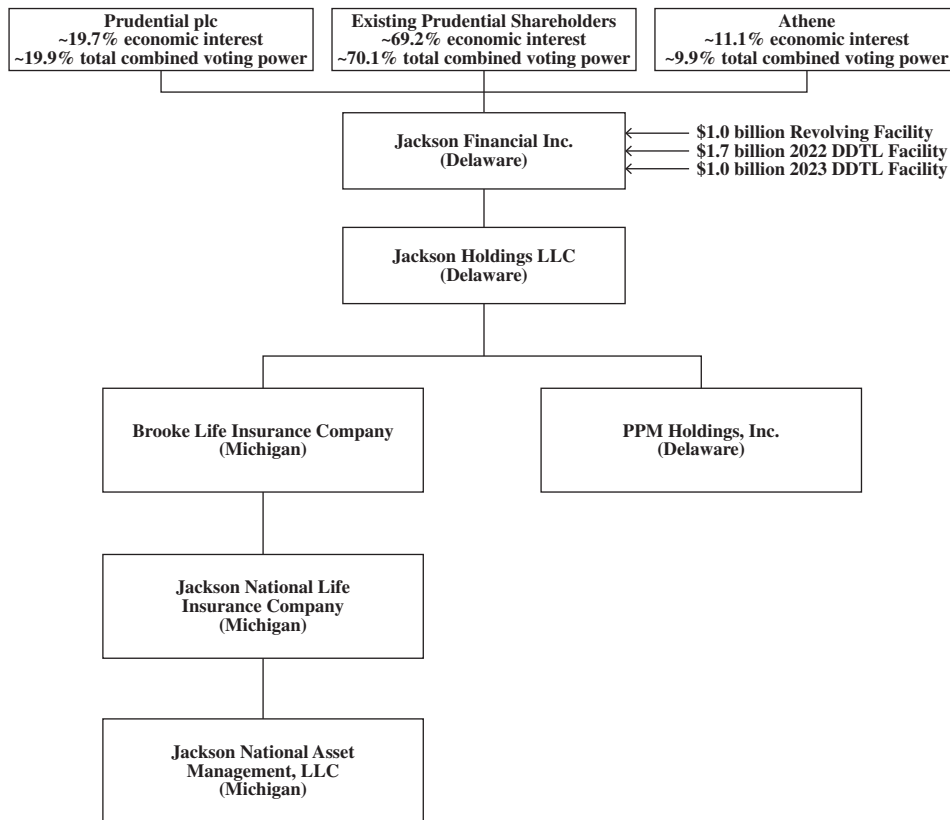 Prudential plc
~19.7% economic interest
~19.9% total combined voting power
Existing Prudential Shareholders
~69.2% economic interest
~70.1% total combined voting power
Athene
~11.1% economic interest
~9.9% total combined voting power
Jackson Financial Inc.
(Delaware)
$1.0 billion Revolving Facility
$1.7 billion 2022 DDTL Facility
$1.0 billion 2023 DDTL Facility
Jackson Holdings LLC
(Delaware)
Brooke Life Insurance Company
(Michigan)
PPM Holdings, Inc.
(Delaware)
Jackson National Life
Insurance Company
(Michigan)
Jackson National Asset
Management, LLC
(Michigan)